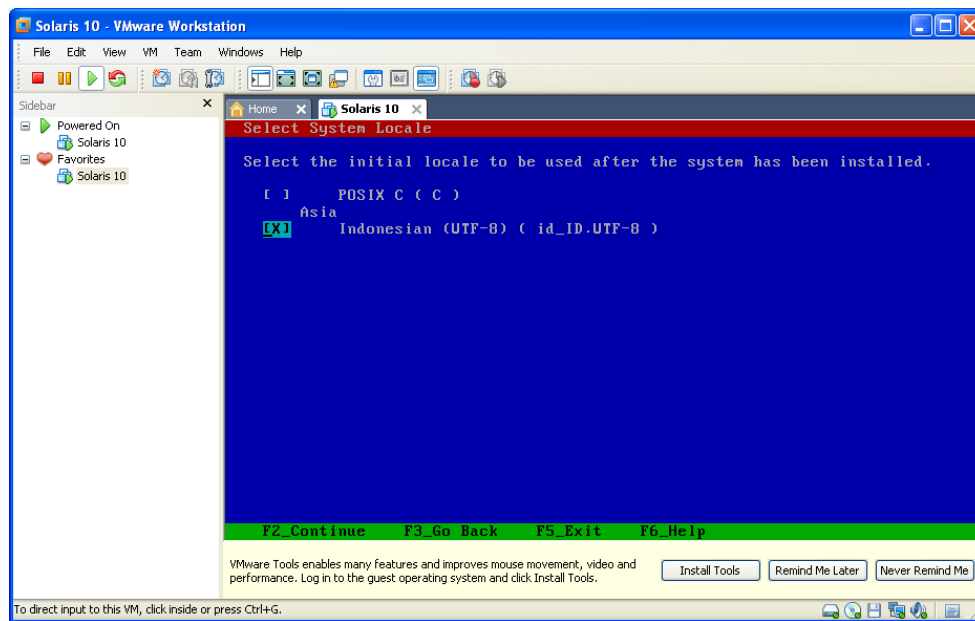 Solaris 10 - VMware Workstation
File Edit View VM Team Windows Help
Sidebar ×
Powered On
Solaris 10
Favorites
Solaris 10
Home × Solaris 10 ×
Select System Locale
Select the initial locale to be used after the system has been installed.
[ ] POSIX C ( C )
Asia
[X] Indonesian (UTF-8) ( id_ID.UTF-8 )
F2_Continue F3_Go Back F5_Exit F6_Help
VMware Tools enables many features and improves mouse movement, video and
performance. Log in to the guest operating system and click Install Tools.
Install Tools Remind Me Later Never Remind Me
To direct input to this VM, click inside or press Ctrl+G.